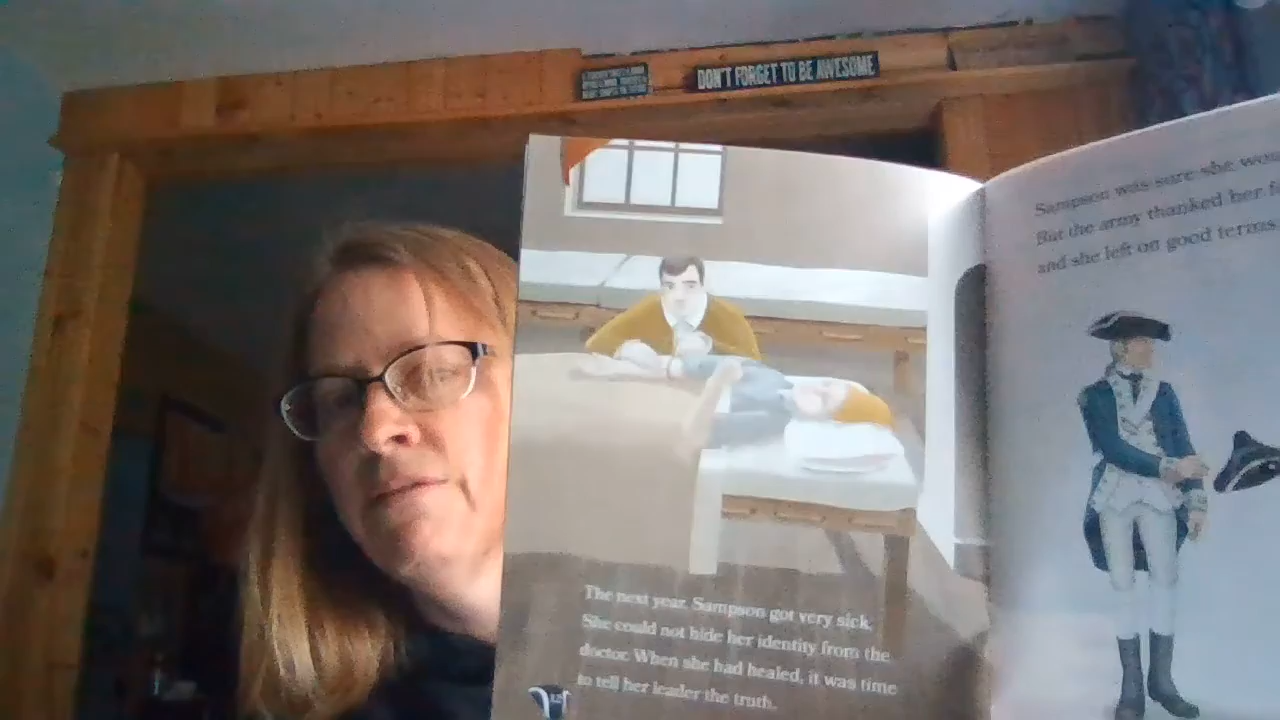 DON'T FORGET TO BE AWESOME
The next year, Sampson got very sick.
She could not hide her identity from the
doctor. When she had healed, it was time
to tell her leader the truth.
Sampson was sure she
But the army thanked her
and she left on good terms